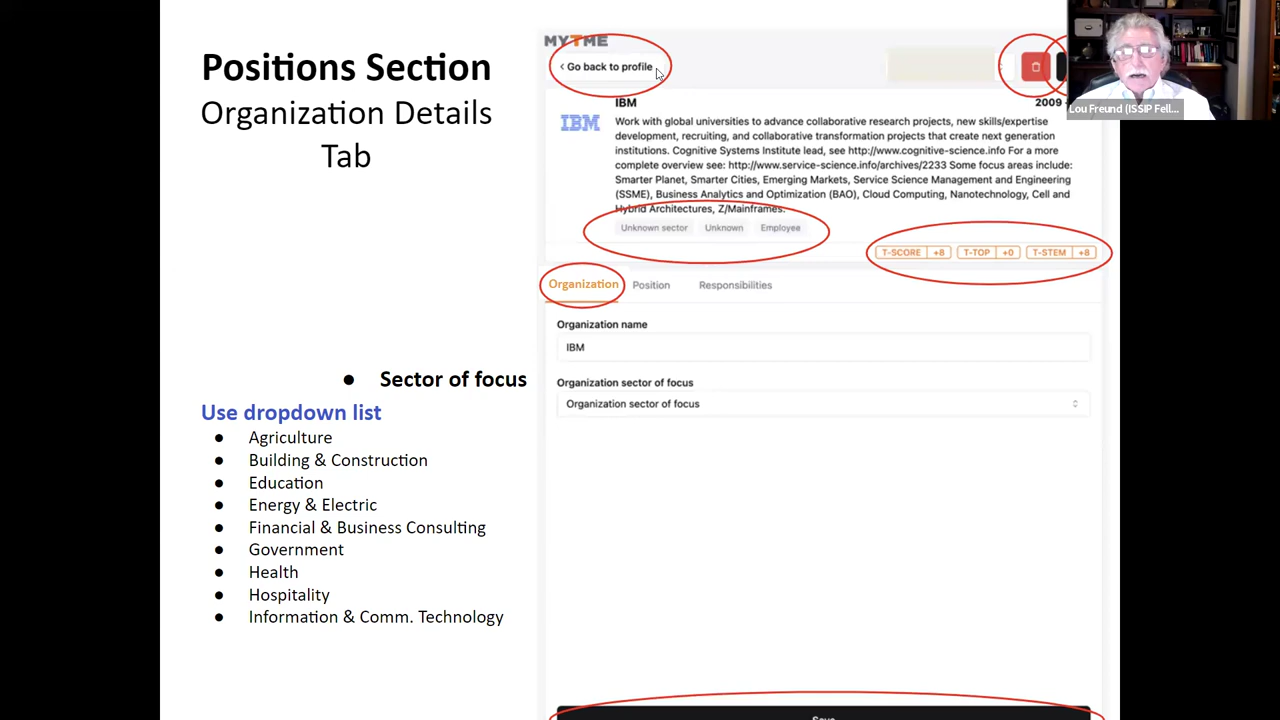 Positions Section
Organization Details
Tab
● Sector of focus
Use dropdown list
● Agriculture
● Building & Construction
● Education
● Energy & Electric
● Financial & Business Consulting
● Government
● Health
● Hospitality
● Information & Comm. Technology
MYTME
< Go back to profile
IBM
2009
IBM
Work with global universities to advance collaborative research projects, new skills/expertise
development, recruiting, and collaborative transformation projects that create next generation
institutions. Cognitive Systems Institute lead, see http://www.cognitive-science.info For a more
complete overview see: http://www.service-science.info/archives/2233 Some focus areas include:
Smarter Planet, Smarter Cities, Emerging Markets, Service Science Management and Engineering
(SSME), Business Analytics and Optimization (BAO), Cloud Computing, Nanotechnology, Cell and
Hybrid Architectures, Z/Mainframes.
Unknown sector Unknown Employee
T-SCORE +8 T-TOP +0 T-STEM +8
Organization Position Responsibilities
Organization name
IBM
Organization sector of focus
Organization sector of focus
Save
Lou Freund (ISSIP Fell...